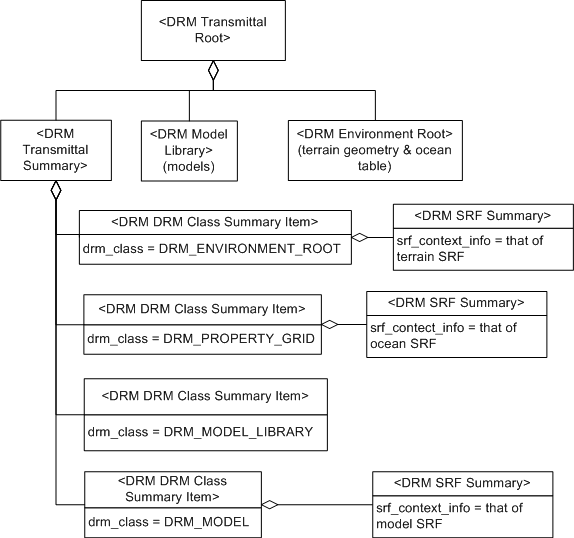 <DRM Transmittal
Root>
<DRM
Transmittal
Summary>
<DRM Model
Library>
(models)
<DRM Environment Root>
(terrain geometry & ocean
table)
<DRM DRM Class Summary Item>
drm_class = DRM_ENVIRONMENT_ROOT
<DRM SRF Summary>
srf_context_info = that of
terrain SRF
<DRM DRM Class Summary Item>
drm_class = DRM_PROPERTY_GRID
<DRM SRF Summary>
srf_contect_info = that of
ocean SRF
<DRM DRM Class Summary Item>
drm_class = DRM_MODEL_LIBRARY
<DRM DRM Class
Summary Item>
drm_class = DRM_MODEL
<DRM SRF Summary>
srf_context_info = that of
model SRF